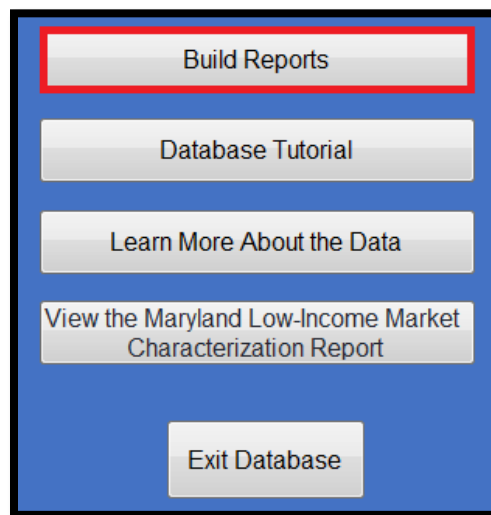 Build Reports
Database Tutorial
Learn More About the Data
View the Maryland Low-Income Market
Characterization Report
Exit Database